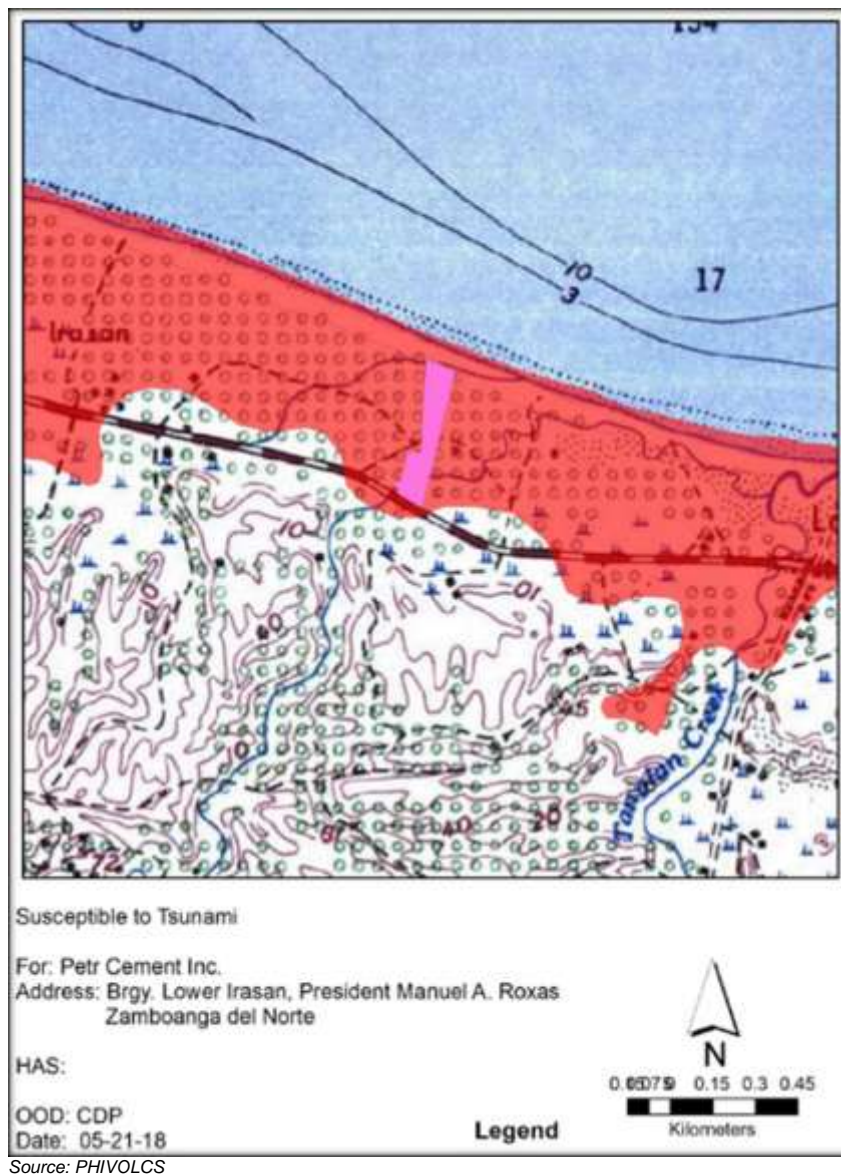 10
3
17
Irasan
10
10
40
45
Tanatan Creek
40
20
Susceptible to Tsunami
For: Petr Cement Inc.
Address: Brgy. Lower Irasan, President Manuel A. Roxas
Zamboanga del Norte
HAS:
OOD: CDP
Date: 05-21-18
Legend
N
0.15 0.3 0.45
Kilometers
Source: PHIVOLCS